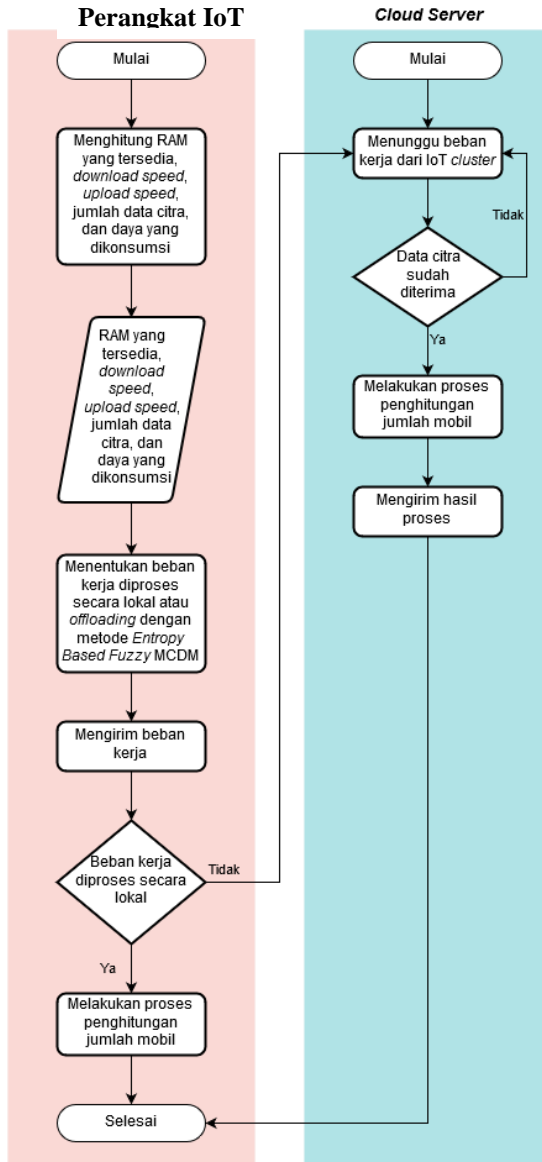 Perangkat IoT
Mulai
Menghitung RAM
yang tersedia,
download speed,
upload speed,
jumlah data citra,
dan daya yang
dikonsumsi
RAM yang
tersedia,
download
speed,
upload speed,
jumlah data
citra, dan
daya yang
dikonsumsi
Menentukan beban
kerja diproses
secara lokal atau
offloading dengan
metode Entropy
Based Fuzzy MCDM
Mengirim beban
kerja
Beban kerja
diproses secara
lokal
Tidak
Ya
Melakukan proses
penghitungan
jumlah mobil
Selesai
Cloud Server
Mulai
Menunggu beban
kerja dari IoT cluster
Tidak
Data citra
sudah
diterima
Ya
Melakukan proses
penghitungan
jumlah mobil
Mengirim hasil
proses